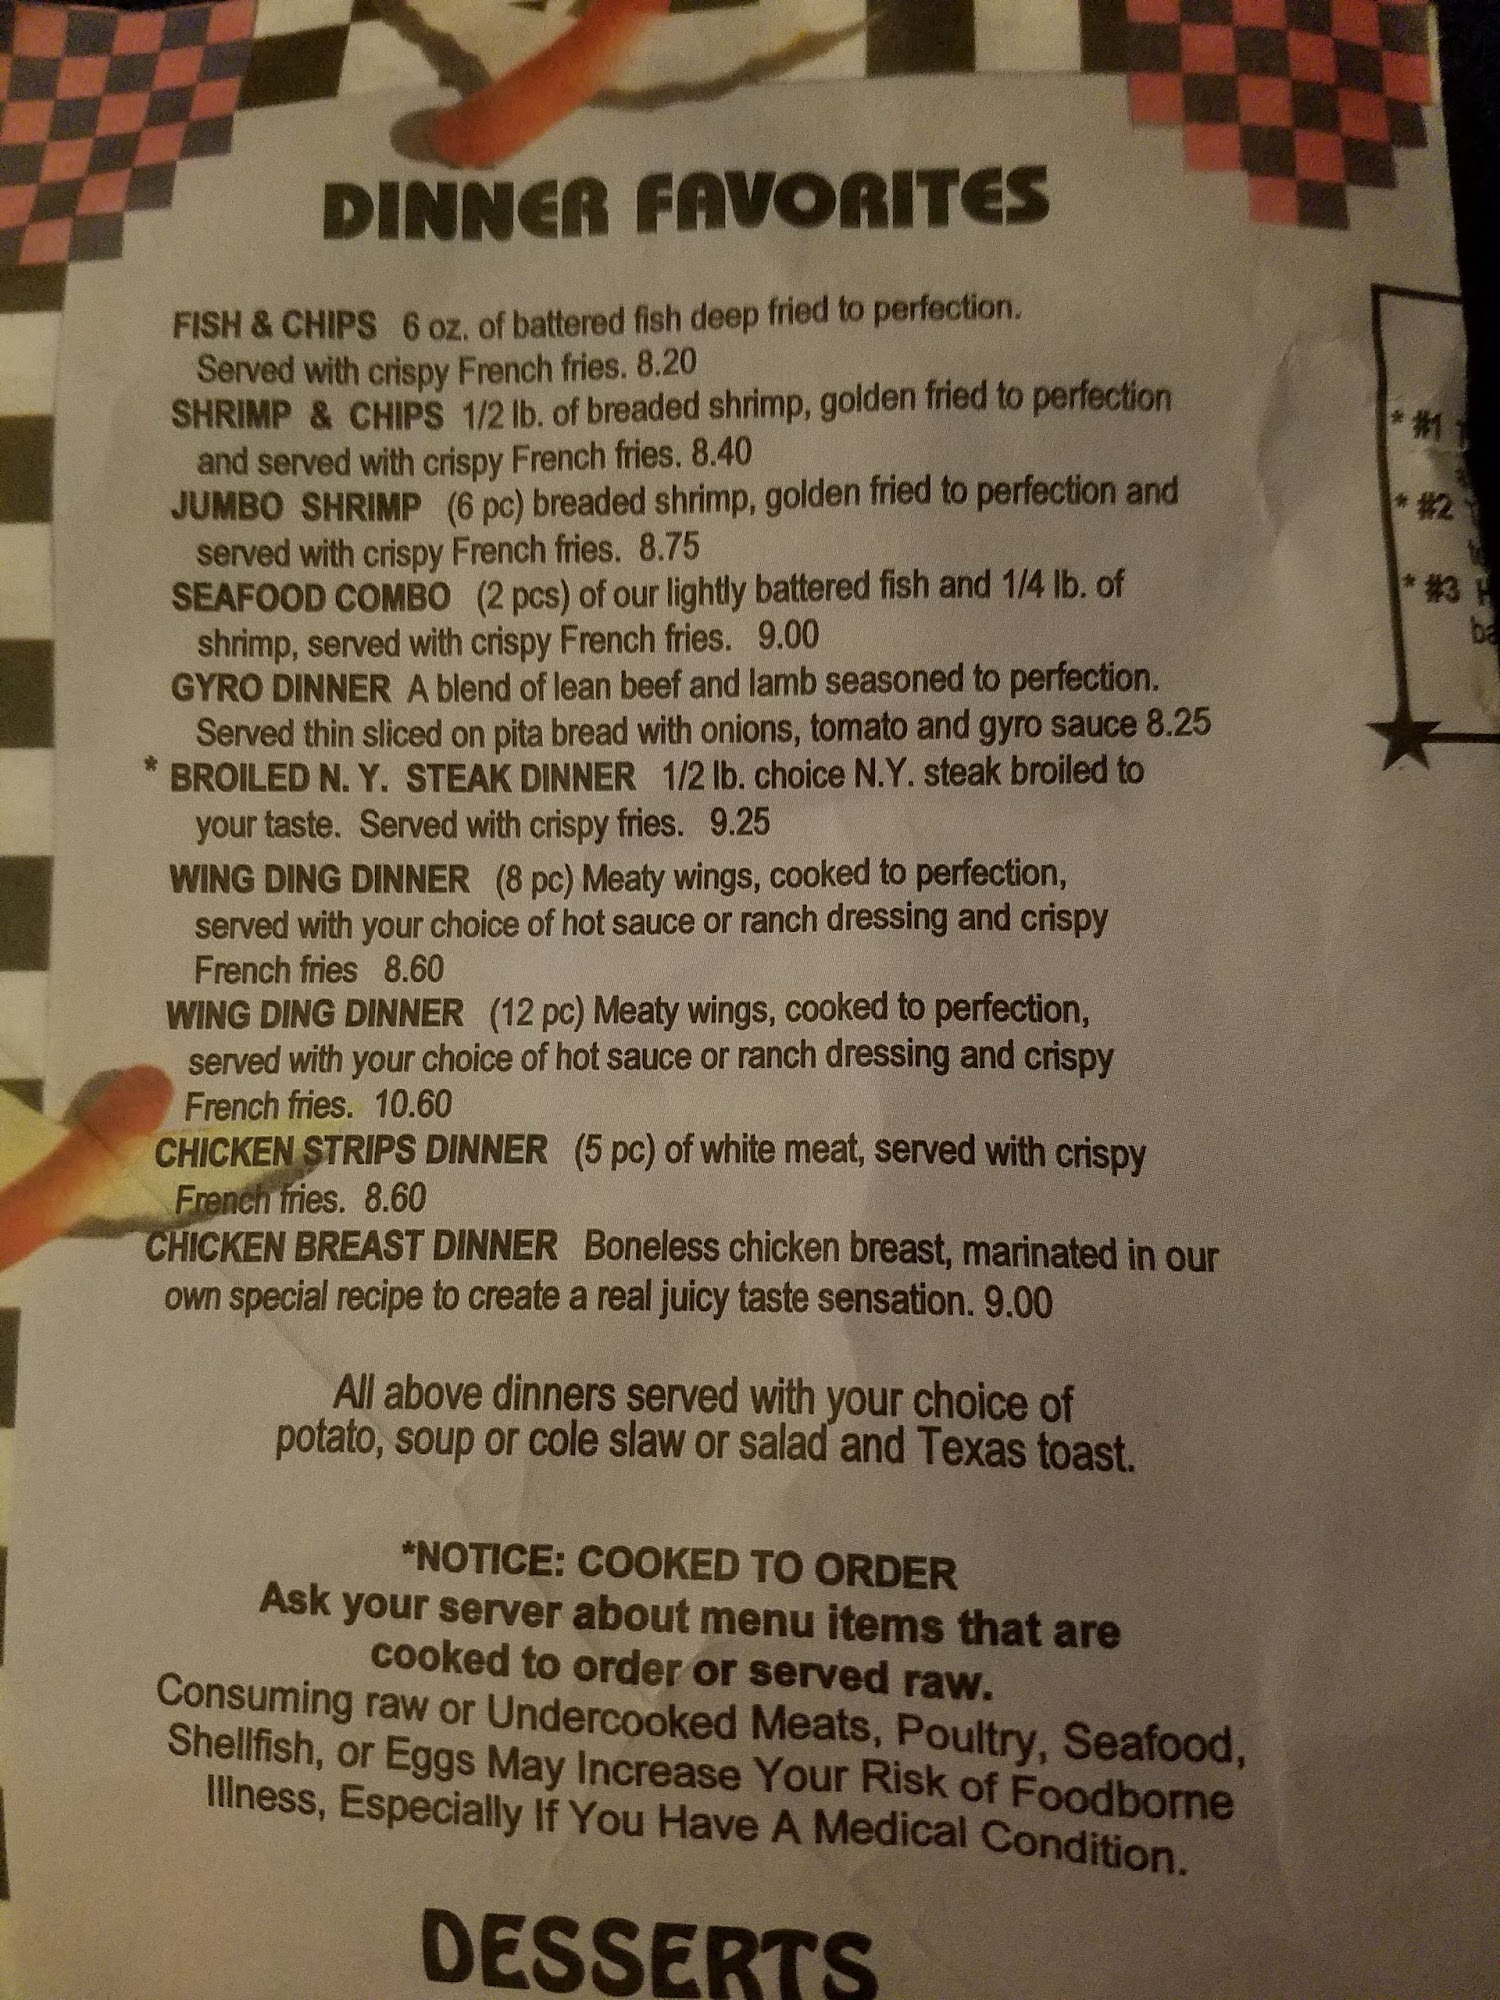 DINNER FAVORITES
FISH & CHIPS 6 oz. of battered fish deep fried to perfection.
Served with crispy French fries. 8.20
SHRIMP & CHIPS 1/2 lb. of breaded shrimp, golden fried to perfection
and served with crispy French fries. 8.40
JUMBO SHRIMP (6 pc) breaded shrimp, golden fried to perfection and
served with crispy French fries. 8.75
SEAFOOD COMBO (2 pcs) of our lightly battered fish and 1/4 lb. of
shrimp, served with crispy French fries. 9.00
GYRO DINNER A blend of lean beef and lamb seasoned to perfection.
Served thin sliced on pita bread with onions, tomato and gyro sauce 8.25
* BROILED N. Y. STEAK DINNER 1/2 lb. choice N.Y. steak broiled to
your taste. Served with crispy fries. 9.25
WING DING DINNER (8 pc) Meaty wings, cooked to perfection,
served with your choice of hot sauce or ranch dressing and crispy
French fries 8.60
WING DING DINNER (12 pc) Meaty wings, cooked to perfection,
served with your choice of hot sauce or ranch dressing and crispy
French fries. 10.60
CHICKEN STRIPS DINNER (5 pc) of white meat, served with crispy
French fries. 8.60
CHICKEN BREAST DINNER Boneless chicken breast, marinated in our
own special recipe to create a real juicy taste sensation. 9.00
All above dinners served with your choice of
potato, soup or cole slaw or salad and Texas toast.
*NOTICE: COOKED TO ORDER
Ask your server about menu items that are
cooked to order or served raw.
Consuming raw or Undercooked Meats, Poultry, Seafood,
Shellfish, or Eggs May Increase Your Risk of Foodborne
Illness, Especially If You Have A Medical Condition.
DESSERTS
* #1
* #2
* #3